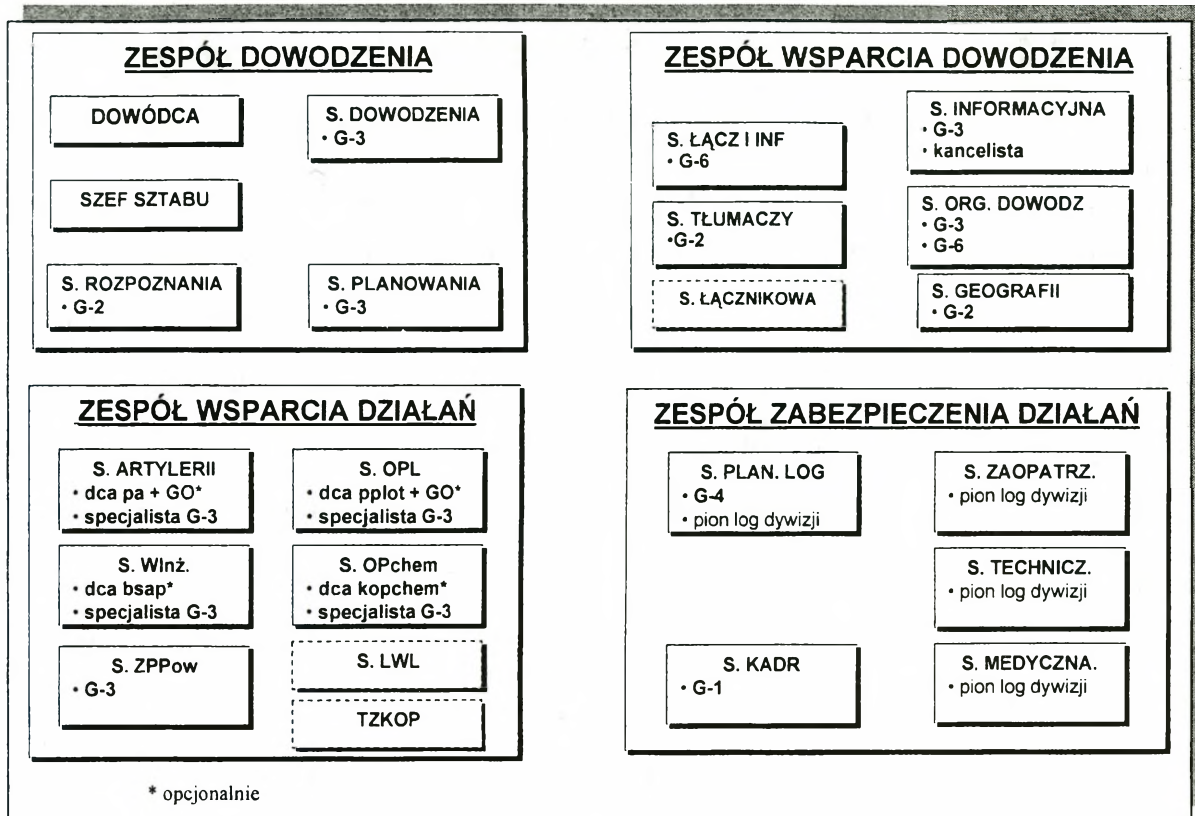 ZESPÓŁ DOWODZENIA
DOWÓDCA
S. DOWODZENIA
• G-3
SZEF SZTABU
S. ROZPOZNANIA
• G-2
S. PLANOWANIA
• G-3
ZESPÓŁ WSPARCIA DOWODZENIA
S. ŁĄCZ I INF
• G-6
S. INFORMACYJNA
• G-3
• kancelista
S. TŁUMACZY
•G-2
S. ORG. DOWODZ
• G-3
• G-6
S. ŁĄCZNIKOWA
S. GEOGRAFII
• G-2
ZESPÓŁ WSPARCIA DZIAŁAŃ
S. ARTYLERII
• dca pa + GO*
• specjalista G-3
S. OPL
• dca pplot + GO*
• specjalista G-3
S. WInż.
• dca bsap*
• specjalista G-3
S. OPchem
• dca kopchem*
• specjalista G-3
S. ZPPow
• G-3
S. LWL
TZKOP
ZESPÓŁ ZABEZPIECZENIA DZIAŁAŃ
S. PLAN. LOG
• G-4
• pion log dywizji
S. ZAOPATRZ.
• pion log dywizji
S. TECHNICZ.
• pion log dywizji
S. KADR
• G-1
S. MEDYCZNA.
• pion log dywizji
* opcjonalnie